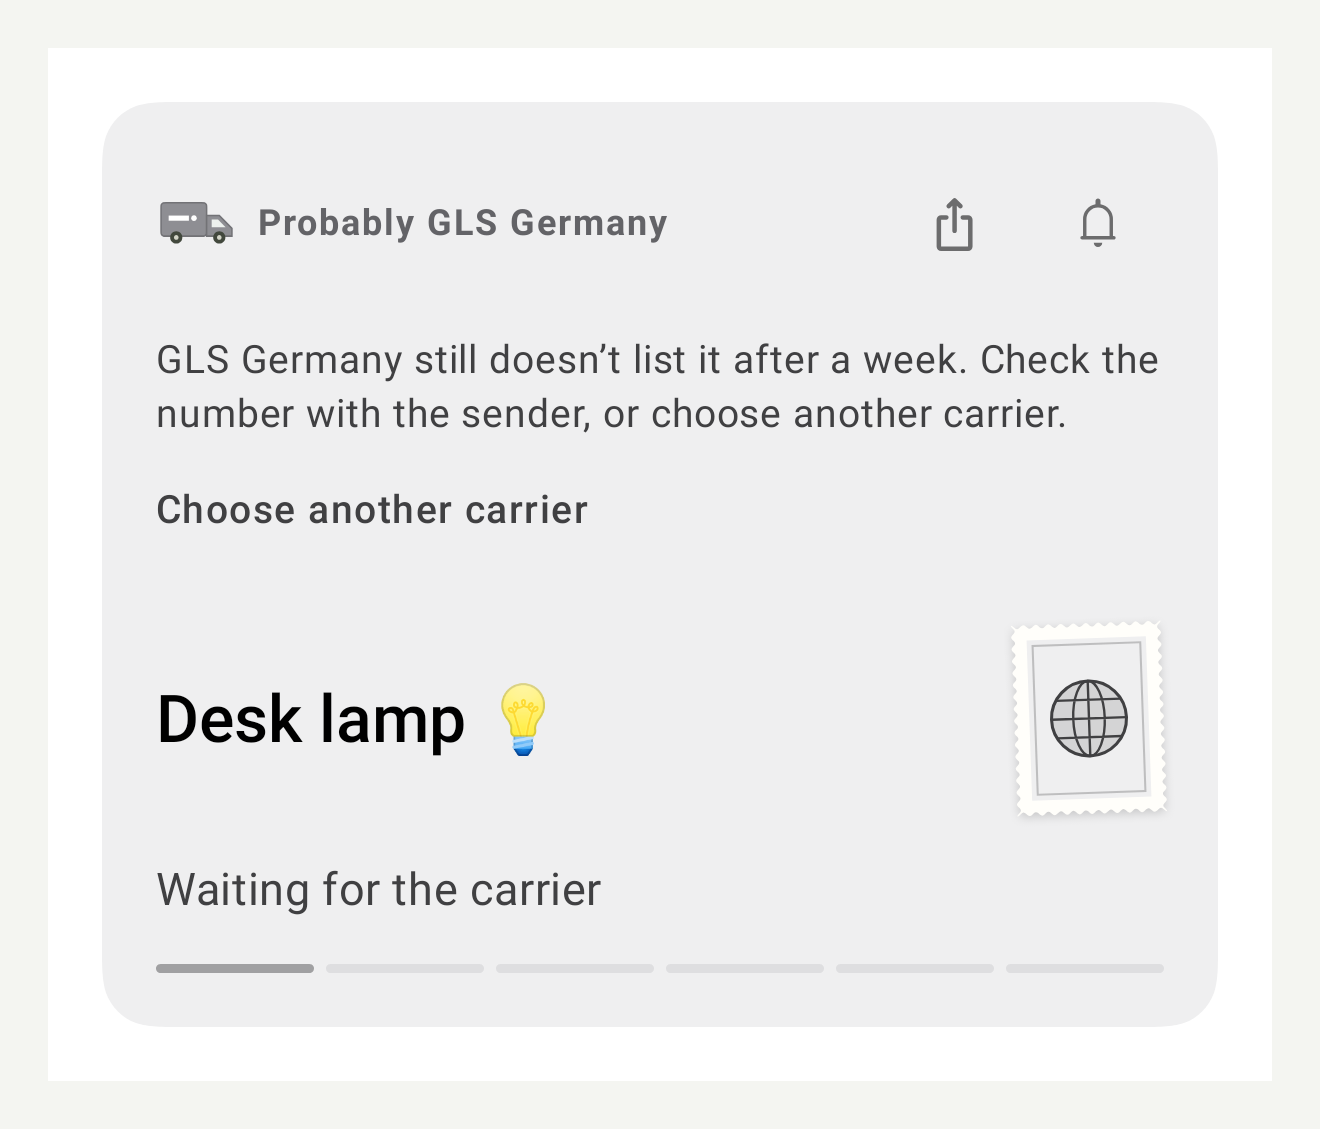 Probably GLS Germany
GLS Germany still doesn’t list it after a week. Check the
number with the sender, or choose another carrier.
Choose another carrier
Desk lamp 💡
Waiting for the carrier